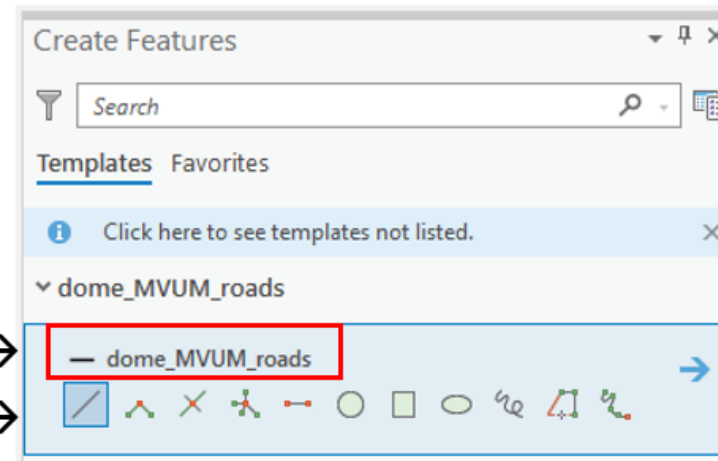 Create Features
Search
Templates Favorites
Click here to see templates not listed.
dome_MVUM_roads
dome_MVUM_roads